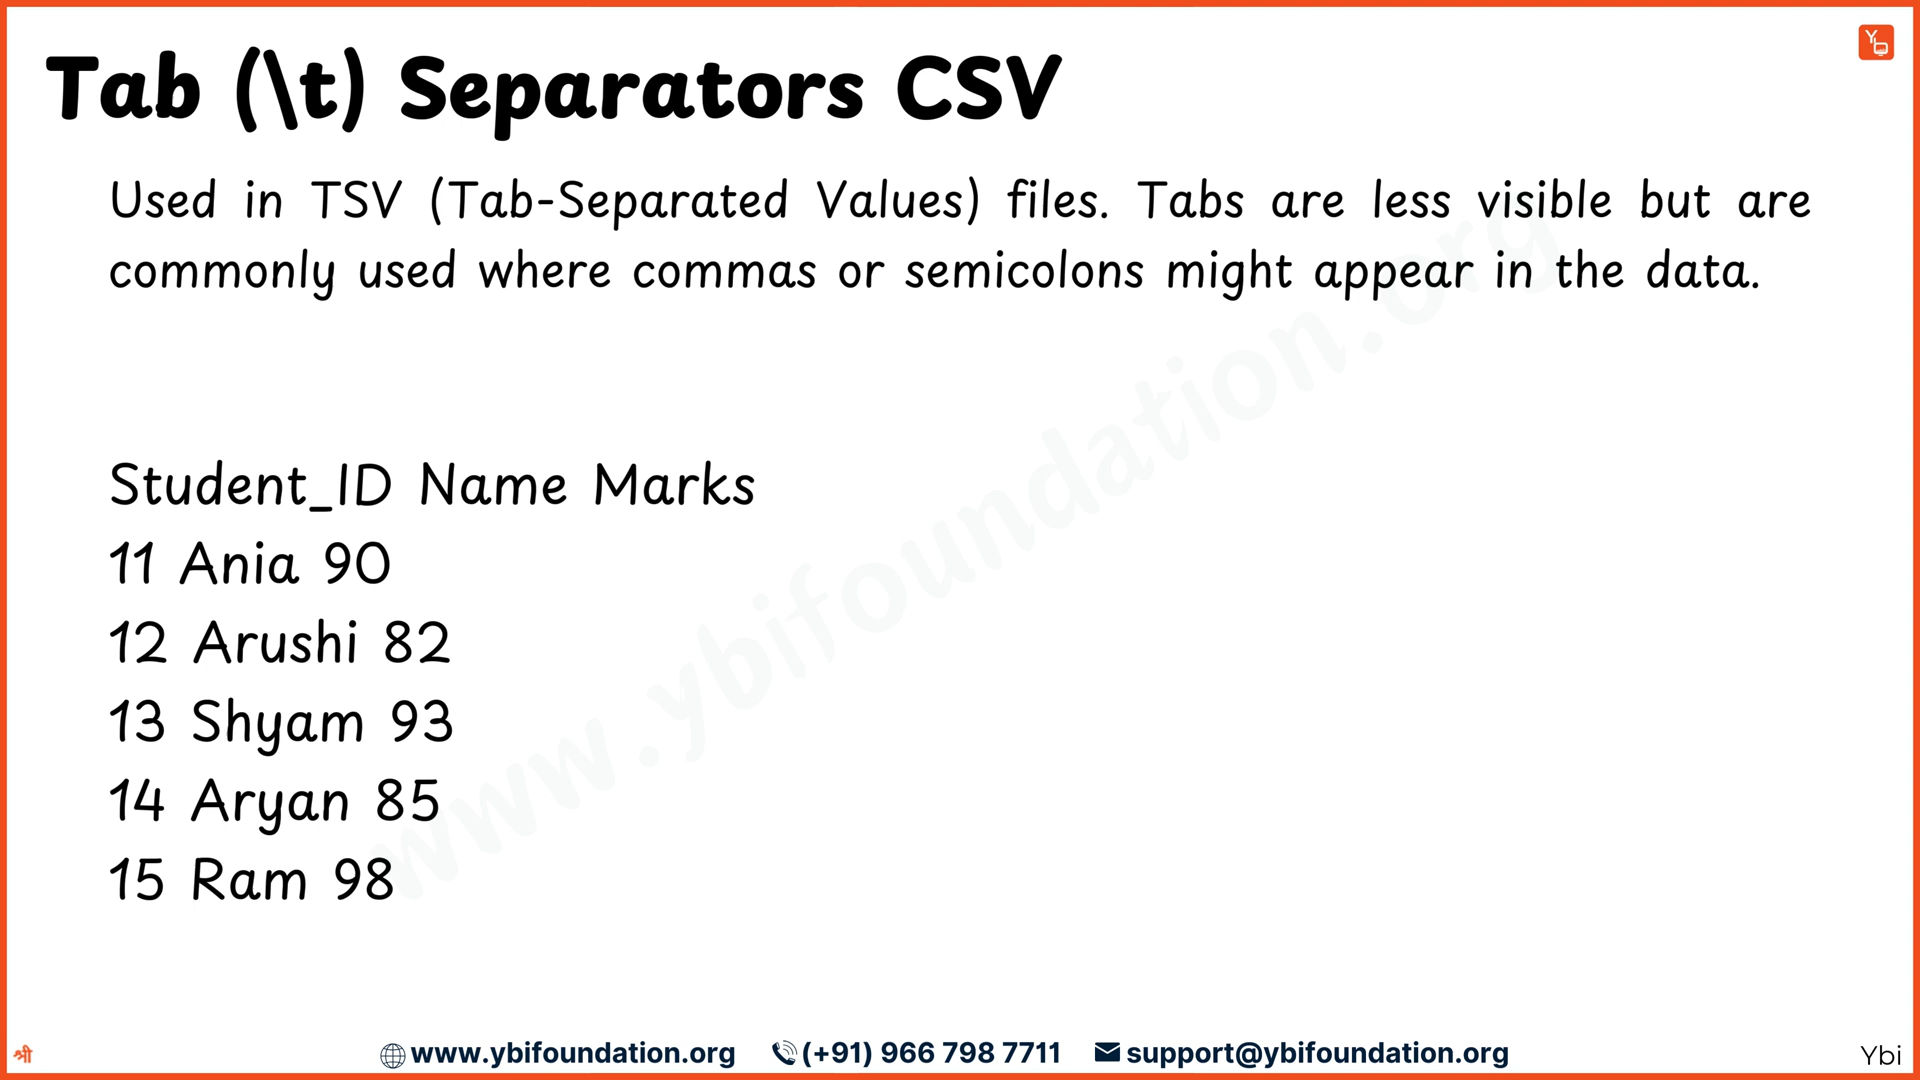 Tab (\t) Separators CSV
Used in TSV (Tab-Separated Values) files. Tabs are less visible but are
commonly used where commas or semicolons might appear in the data.
Student_ID Name Marks
11 Ania 90
12 Arushi 82
13 Shyam 93
14 Aryan 85
15 Ram 98
www.ybifoundation.org
श्री
www.ybifoundation.org (+91) 966 798 7711 support@ybifoundation.org
Ybi